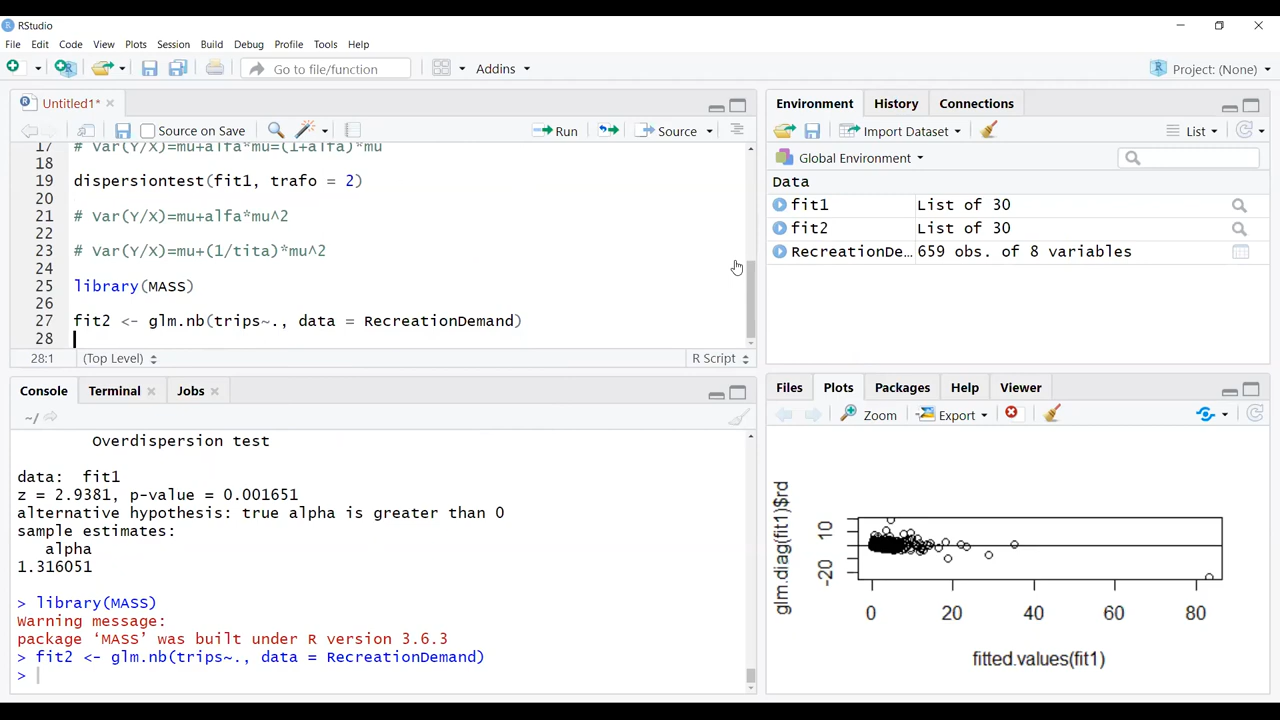 RStudio
File Edit Code View Plots Session Build Debug Profile Tools Help
Go to file/function Addins Project: (None)
Untitled1*
Source on Save Run Source
17 # Var(Y/X)=mu+alfa*mu=(1+alfa)*mu
18
19 dispersiontest(fit1, trafo = 2)
20
21 # Var(Y/X)=mu+alfa*mu^2
22
23 # Var(Y/X)=mu+(1/tita)*mu^2
24
25 library(MASS)
26
27 fit2 <- glm.nb(trips~., data = RecreationDemand)
28
28:1 (Top Level) R Script
Console Terminal Jobs
~/
Overdispersion test
data: fit1
z = 2.9381, p-value = 0.001651
alternative hypothesis: true alpha is greater than 0
sample estimates:
alpha
1.316051
> library(MASS)
Warning message:
package ‘MASS’ was built under R version 3.6.3
> fit2 <- glm.nb(trips~., data = RecreationDemand)
>
Environment History Connections
Import Dataset List
Global Environment
Data
fit1 List of 30
fit2 List of 30
RecreationDe… 659 obs. of 8 variables
Files Plots Packages Help Viewer
Zoom Export
glm.diag(fit1)$rd
10
-20
0 20 40 60 80
fitted.values(fit1)